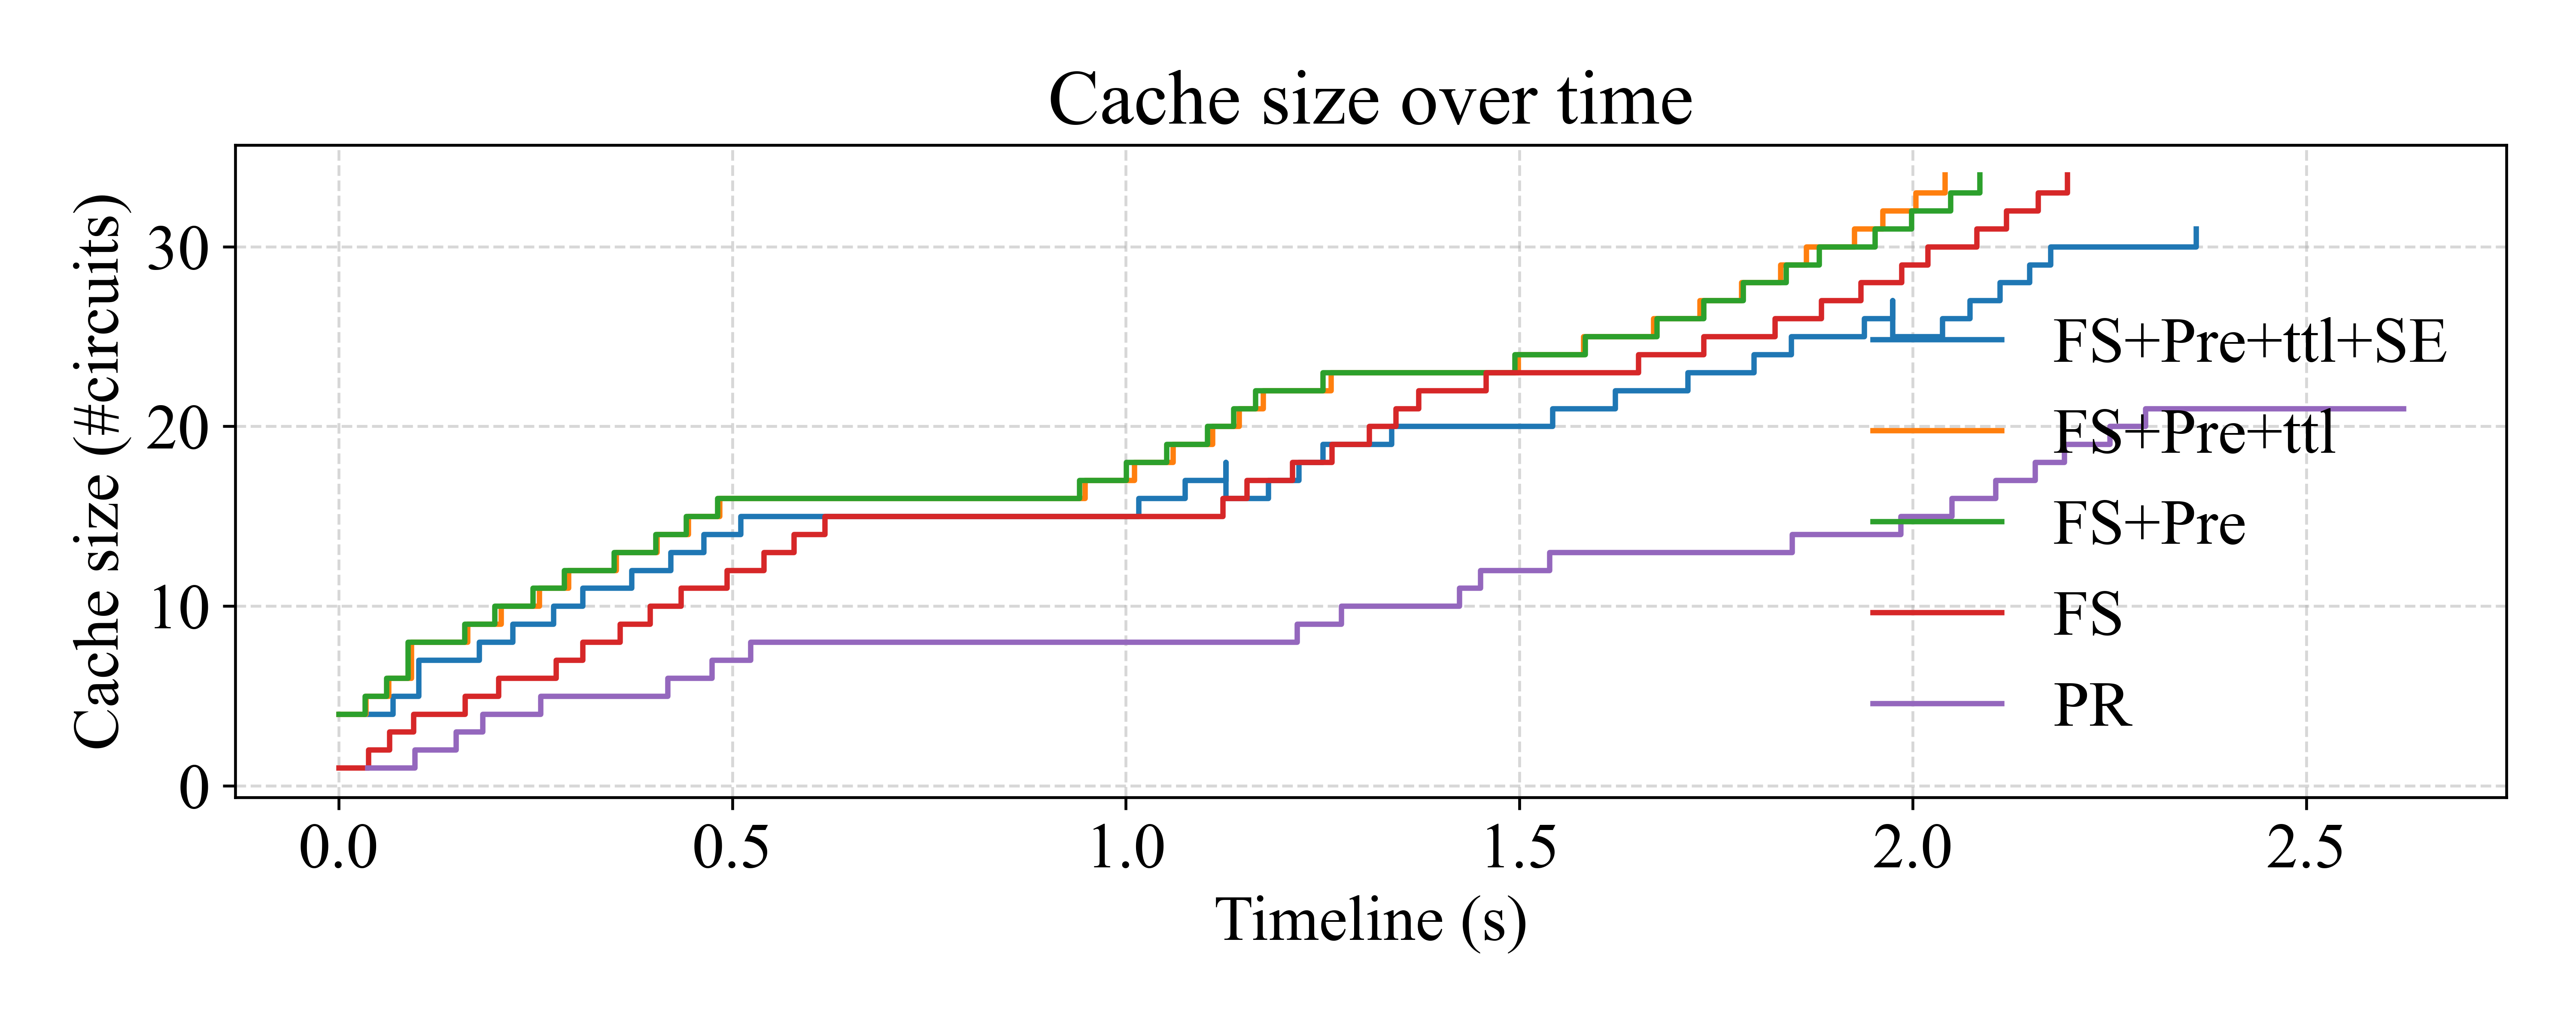 Cache size over time
Cache size (#circuits)
30
20
10
0
FS+Pre+ttl+SE
FS+Pre+ttl
FS+Pre
FS
PR
0.0 0.5 1.0 1.5 2.0 2.5
Timeline (s)